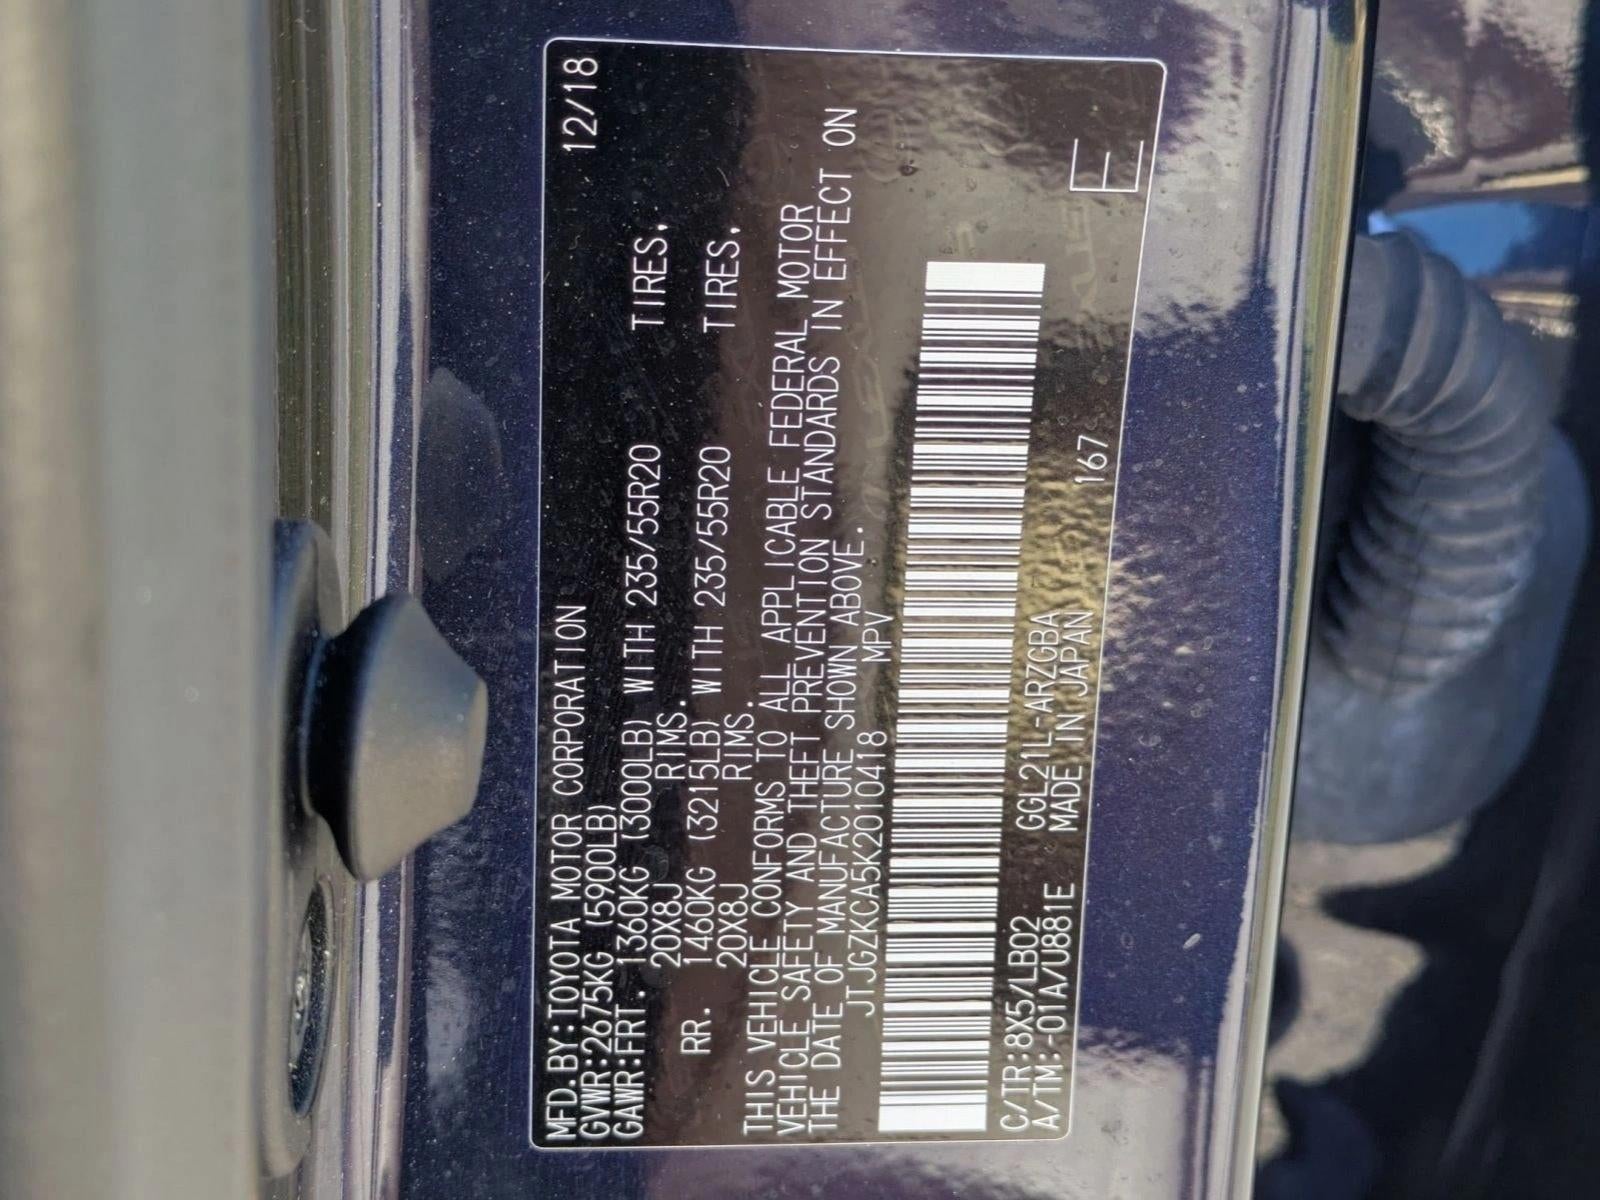 MFD.BY:TOYOTA MOTOR CORPORATION 12/18
GVWR:2675KG (5900LB)
GAWR:FRT. 1360KG (3000LB) WITH 235/55R20 TIRES,
20X8J RIMS.
RR. 1460KG (3215LB) WITH 235/55R20 TIRES,
20X8J RIMS.
THIS VEHICLE CONFORMS TO ALL APPLICABLE FEDERAL MOTOR
VEHICLE SAFETY AND THEFT PREVENTION STANDARDS IN EFFECT ON
THE DATE OF MANUFACTURE SHOWN ABOVE.
JTJGZKCA5K2010418 MPV
C/TR:8X5/LB02 GGL21L-ARZGBA 167
A/TM:-01A/U881E MADE IN JAPAN E